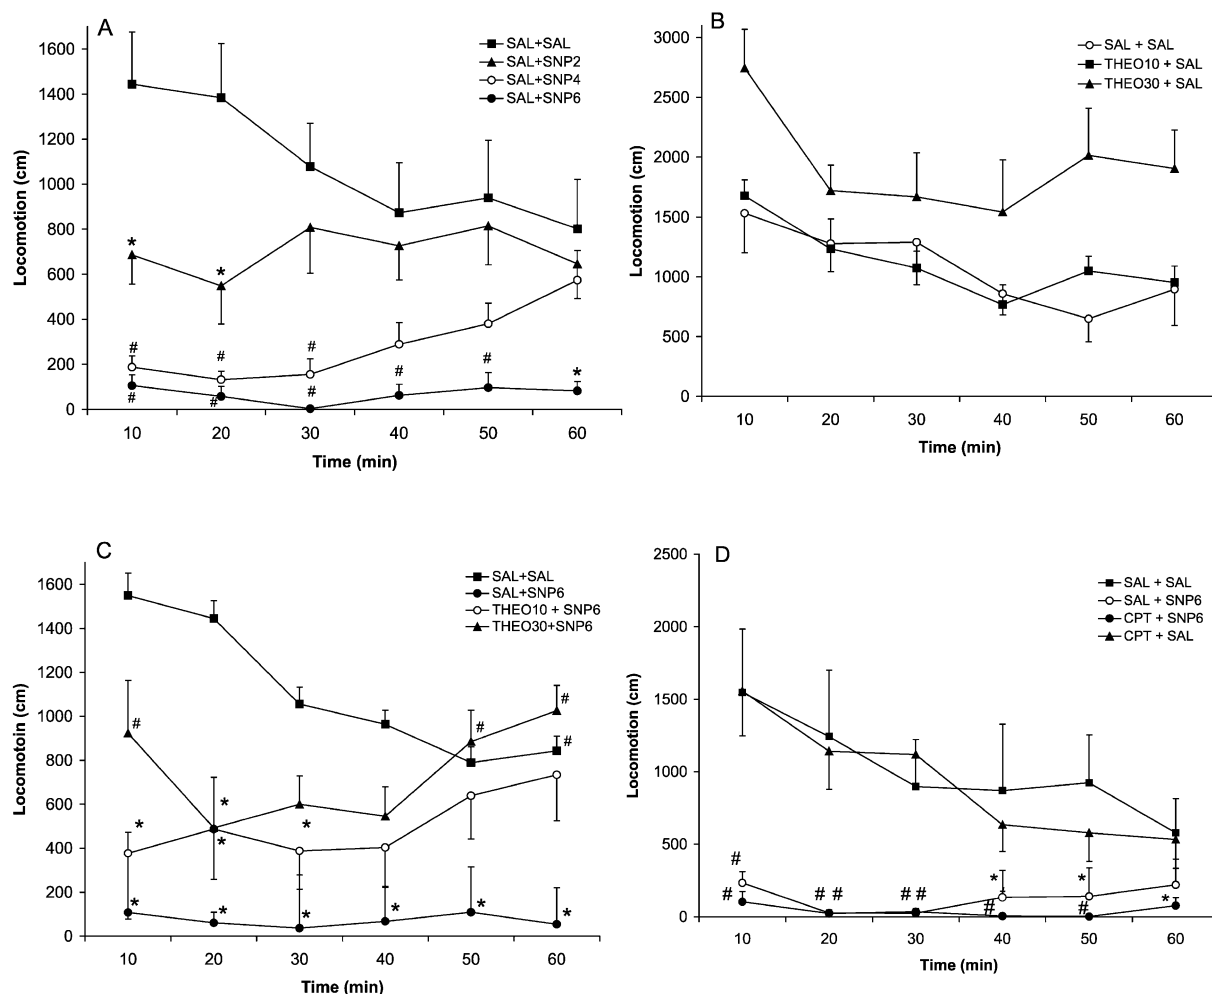 A
SAL+SAL
SAL+SNP2
SAL+SNP4
SAL+SNP6
Locomotion (cm)
1600
1400
1200
1000
800
600
400
200
0
* * # # # # # # # # *
10 20 30 40 50 60
Time (min)
B
SAL + SAL
THEO10 + SAL
THEO30 + SAL
Locomotion (cm)
3000
2500
2000
1500
1000
500
0
10 20 30 40 50 60
Time (min)
C
SAL+SAL
SAL+SNP6
THEO10 + SNP6
THEO30+SNP6
Locomotoin (cm)
1600
1400
1200
1000
800
600
400
200
0
# # # # * * * * * * * * * *
10 20 30 40 50 60
Time (min)
D
SAL + SAL
SAL + SNP6
CPT + SNP6
CPT + SAL
Locomotion (cm)
2500
2000
1500
1000
500
0
# # # # # # * # * # *
10 20 30 40 50 60
Time (min)